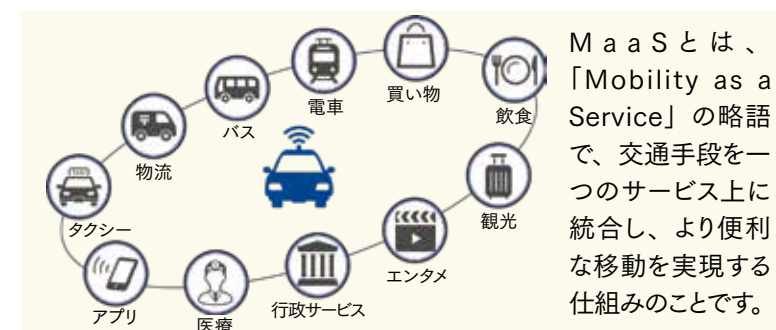 電車
買い物
バス
飲食
物流
タクシー
観光
エンタメ
行政サービス
アプリ
医療
MaaSとは、
「Mobility as a
Service」の略語
で、交通手段を一
つのサービス上に
統合し、より便利
な移動を実現する
仕組みのことです。